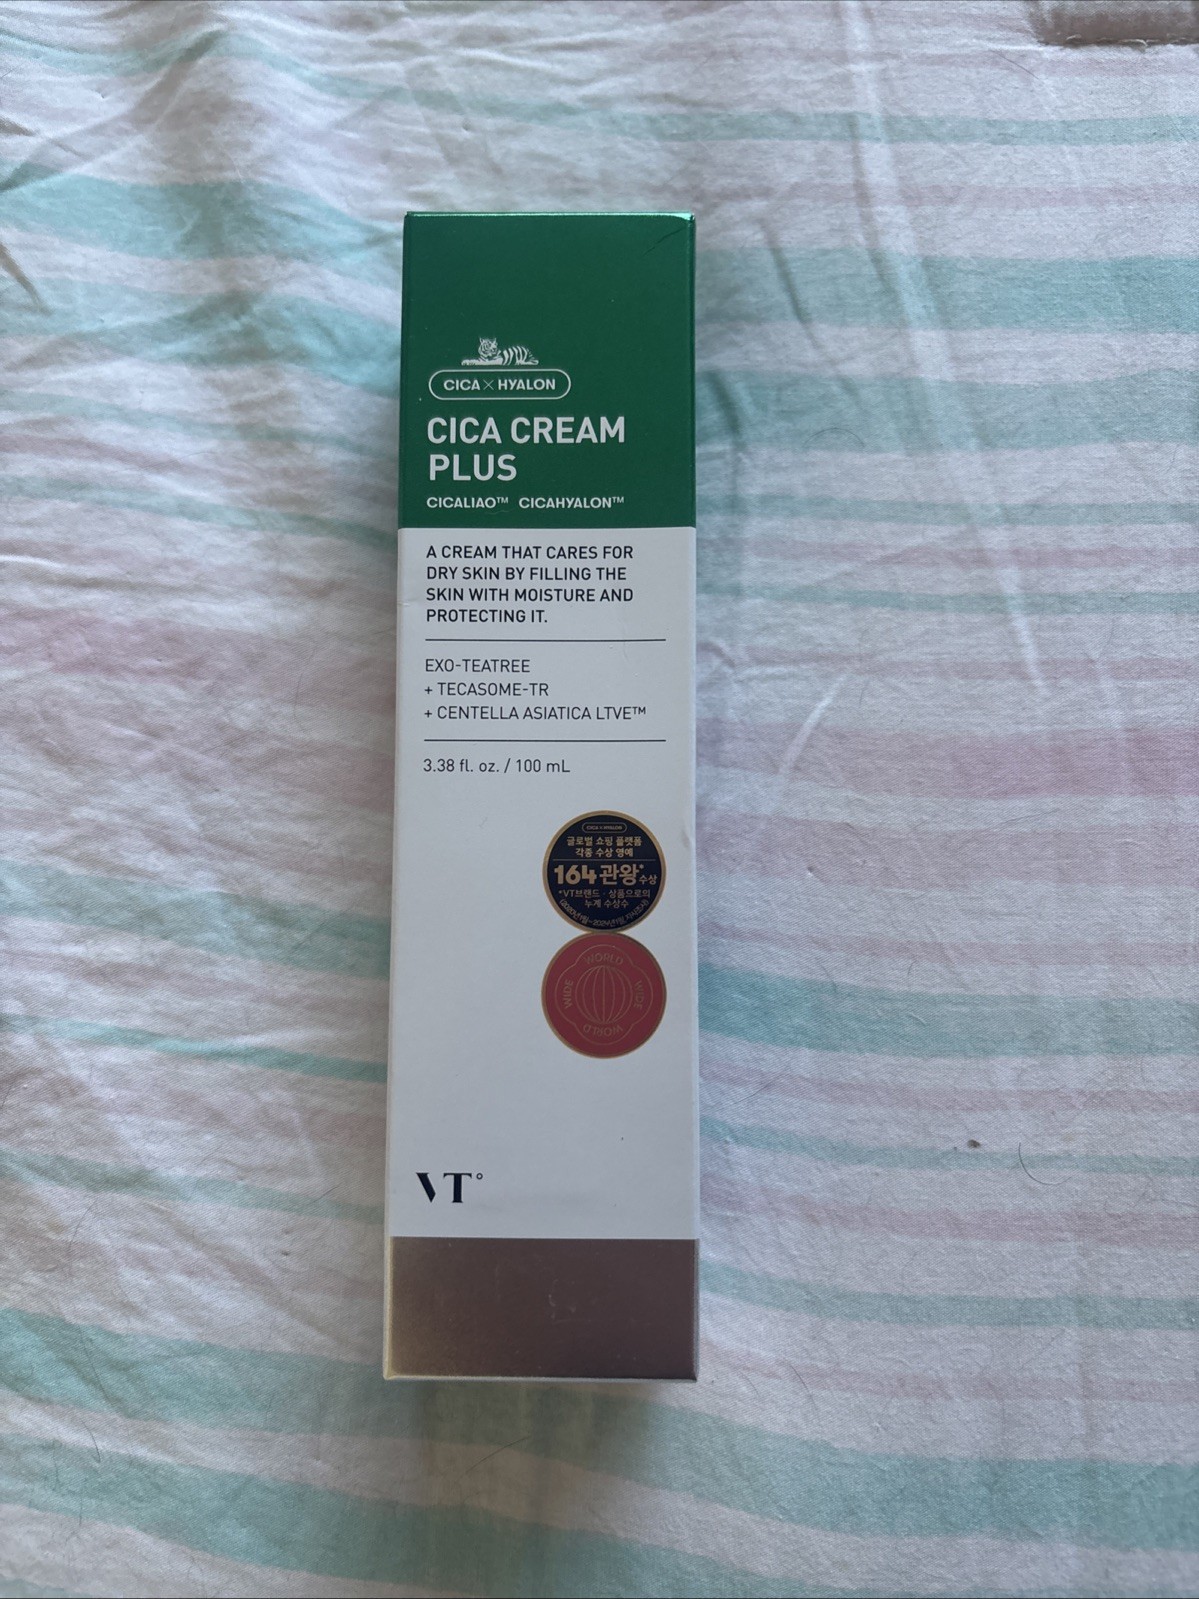 CICA × HYALON
CICA CREAM
PLUS
CICALIAO™ CICAHYALON™
A CREAM THAT CARES FOR
DRY SKIN BY FILLING THE
SKIN WITH MOISTURE AND
PROTECTING IT.
EXO-TEATREE
+ TECASOME-TR
+ CENTELLA ASIATICA LTVE™
3.38 fl. oz. / 100 mL
CICA × HYALON
글로벌 쇼핑 플랫폼
각종 수상 영예
164관왕* 수상
*VT브랜드 · 상품으로의
누계 수상수
WORLD
WIDE
WORLD
WIDE
VT°